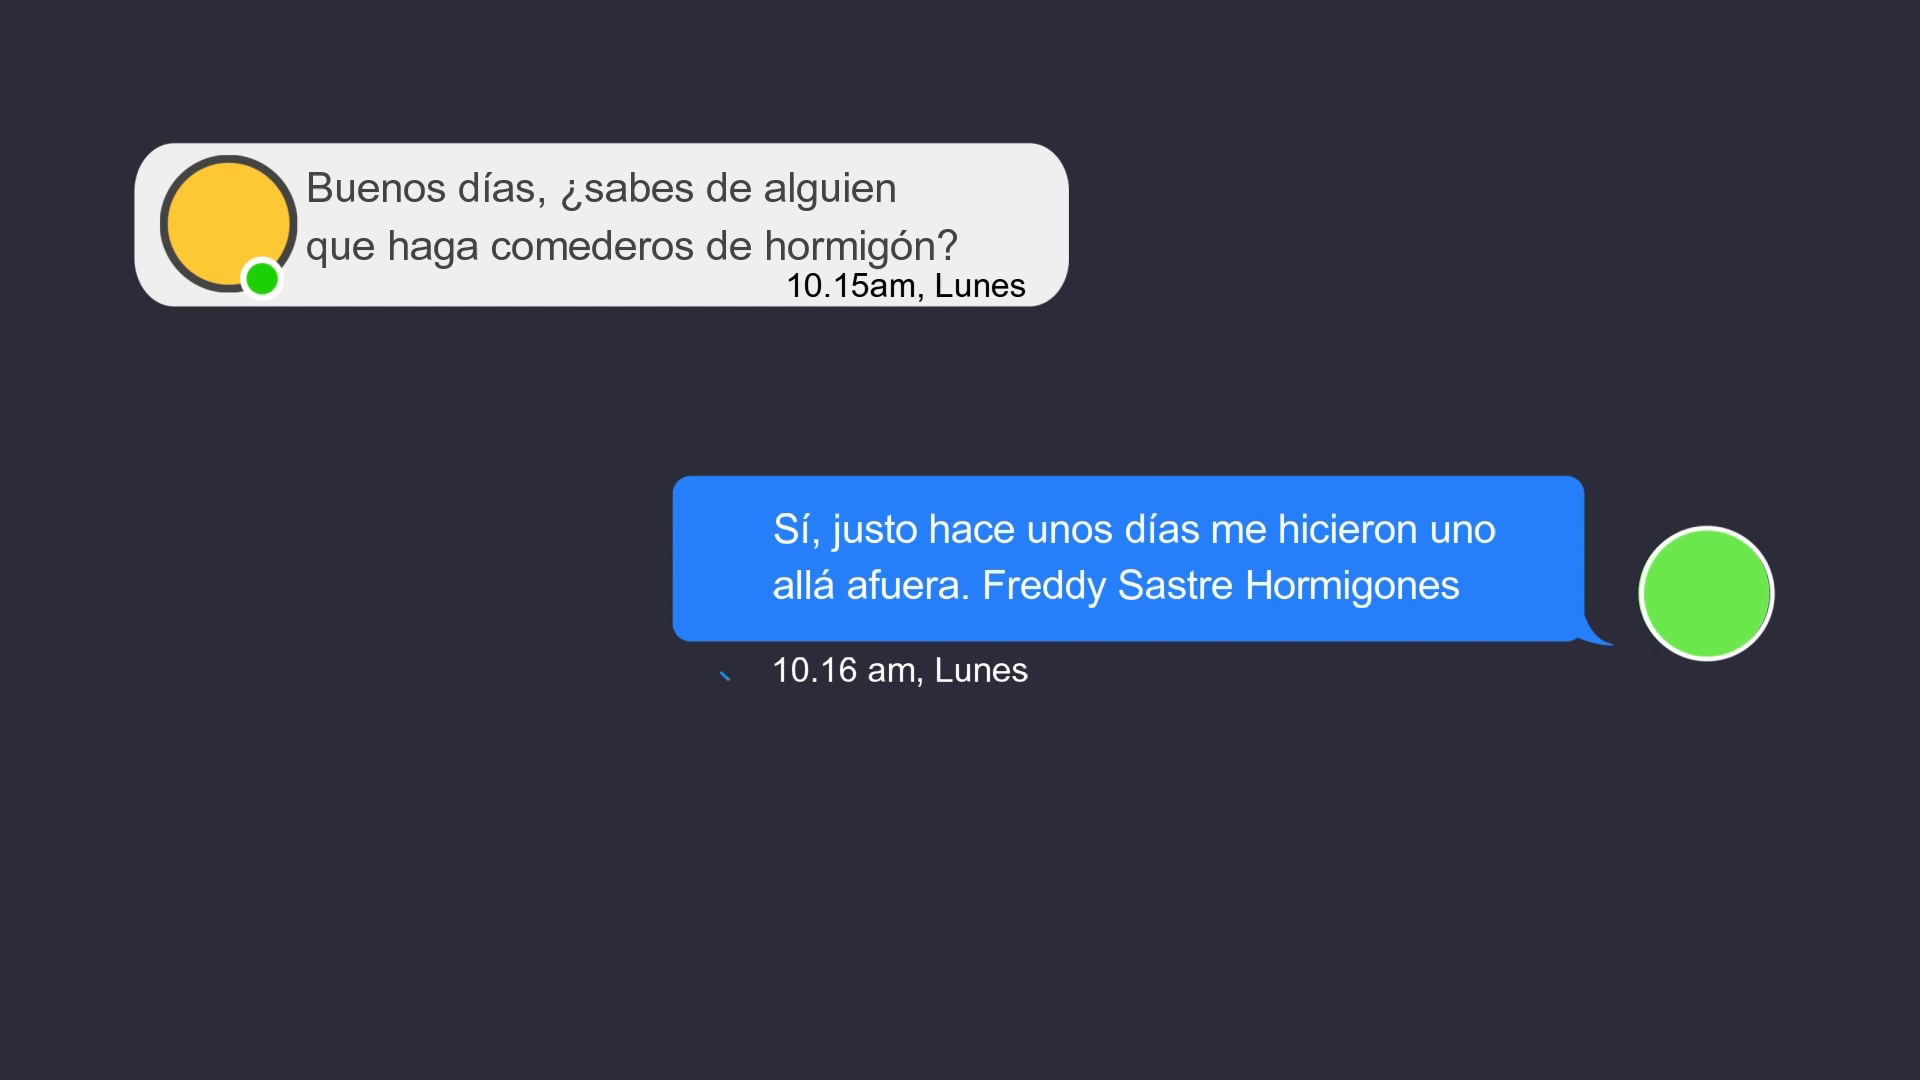 Buenos días, ¿sabes de alguien
que haga comederos de hormigón?
10.15am, Lunes
Sí, justo hace unos días me hicieron uno
allá afuera. Freddy Sastre Hormigones
10.16 am, Lunes